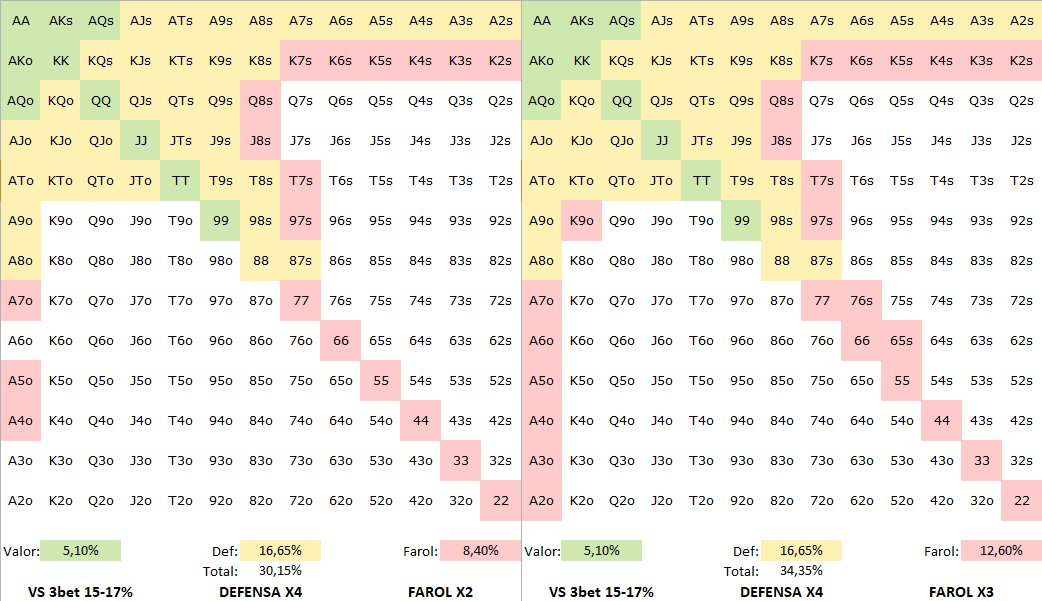 AA AKs AQs AJs ATs A9s A8s A7s A6s A5s A4s A3s A2s AA AKs AQs AJs ATs A9s A8s A7s A6s A5s A4s A3s A2s
AKo KK KQs KJs KTs K9s K8s K7s K6s K5s K4s K3s K2s AKo KK KQs KJs KTs K9s K8s K7s K6s K5s K4s K3s K2s
AQo KQo QQ QJs QTs Q9s Q8s Q7s Q6s Q5s Q4s Q3s Q2s AQo KQo QQ QJs QTs Q9s Q8s Q7s Q6s Q5s Q4s Q3s Q2s
AJo KJo QJo JJ JTs J9s J8s J7s J6s J5s J4s J3s J2s AJo KJo QJo JJ JTs J9s J8s J7s J6s J5s J4s J3s J2s
ATo KTo QTo JTo TT T9s T8s T7s T6s T5s T4s T3s T2s ATo KTo QTo JTo TT T9s T8s T7s T6s T5s T4s T3s T2s
A9o K9o Q9o J9o T9o 99 98s 97s 96s 95s 94s 93s 92s A9o K9o Q9o J9o T9o 99 98s 97s 96s 95s 94s 93s 92s
A8o K8o Q8o J8o T8o 98o 88 87s 86s 85s 84s 83s 82s A8o K8o Q8o J8o T8o 98o 88 87s 86s 85s 84s 83s 82s
A7o K7o Q7o J7o T7o 97o 87o 77 76s 75s 74s 73s 72s A7o K7o Q7o J7o T7o 97o 87o 77 76s 75s 74s 73s 72s
A6o K6o Q6o J6o T6o 96o 86o 76o 66 65s 64s 63s 62s A6o K6o Q6o J6o T6o 96o 86o 76o 66 65s 64s 63s 62s
A5o K5o Q5o J5o T5o 95o 85o 75o 65o 55 54s 53s 52s A5o K5o Q5o J5o T5o 95o 85o 75o 65o 55 54s 53s 52s
A4o K4o Q4o J4o T4o 94o 84o 74o 64o 54o 44 43s 42s A4o K4o Q4o J4o T4o 94o 84o 74o 64o 54o 44 43s 42s
A3o K3o Q3o J3o T3o 93o 83o 73o 63o 53o 43o 33 32s A3o K3o Q3o J3o T3o 93o 83o 73o 63o 53o 43o 33 32s
A2o K2o Q2o J2o T2o 92o 82o 72o 62o 52o 42o 32o 22 A2o K2o Q2o J2o T2o 92o 82o 72o 62o 52o 42o 32o 22
Valor: 5,10% Def: 16,65% Farol: 8,40% Valor: 5,10% Def: 16,65% Farol: 12,60%
Total: 30,15% Total: 34,35%
VS 3bet 15-17% DEFENSA X4 FAROL X2 VS 3bet 15-17% DEFENSA X4 FAROL X3